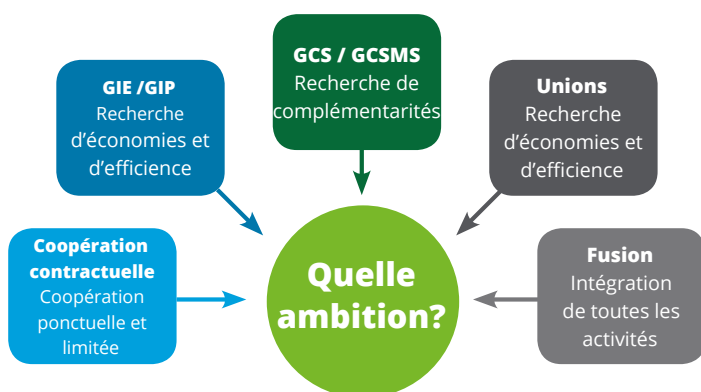 GCS / GCSMS
Recherche de
complémentarités
GIE /GIP
Recherche
d’économies et
d’efficience
Unions
Recherche
d’économies et
d’efficience
Coopération
contractuelle
Coopération
ponctuelle et
limitée
Quelle
ambition?
Fusion
Intégration
de toutes les
activités